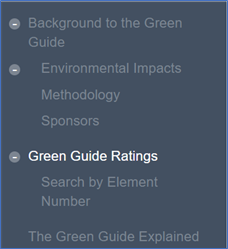 Background to the Green
Guide
Environmental Impacts
Methodology
Sponsors
Green Guide Ratings
Search by Element
Number
The Green Guide Explained